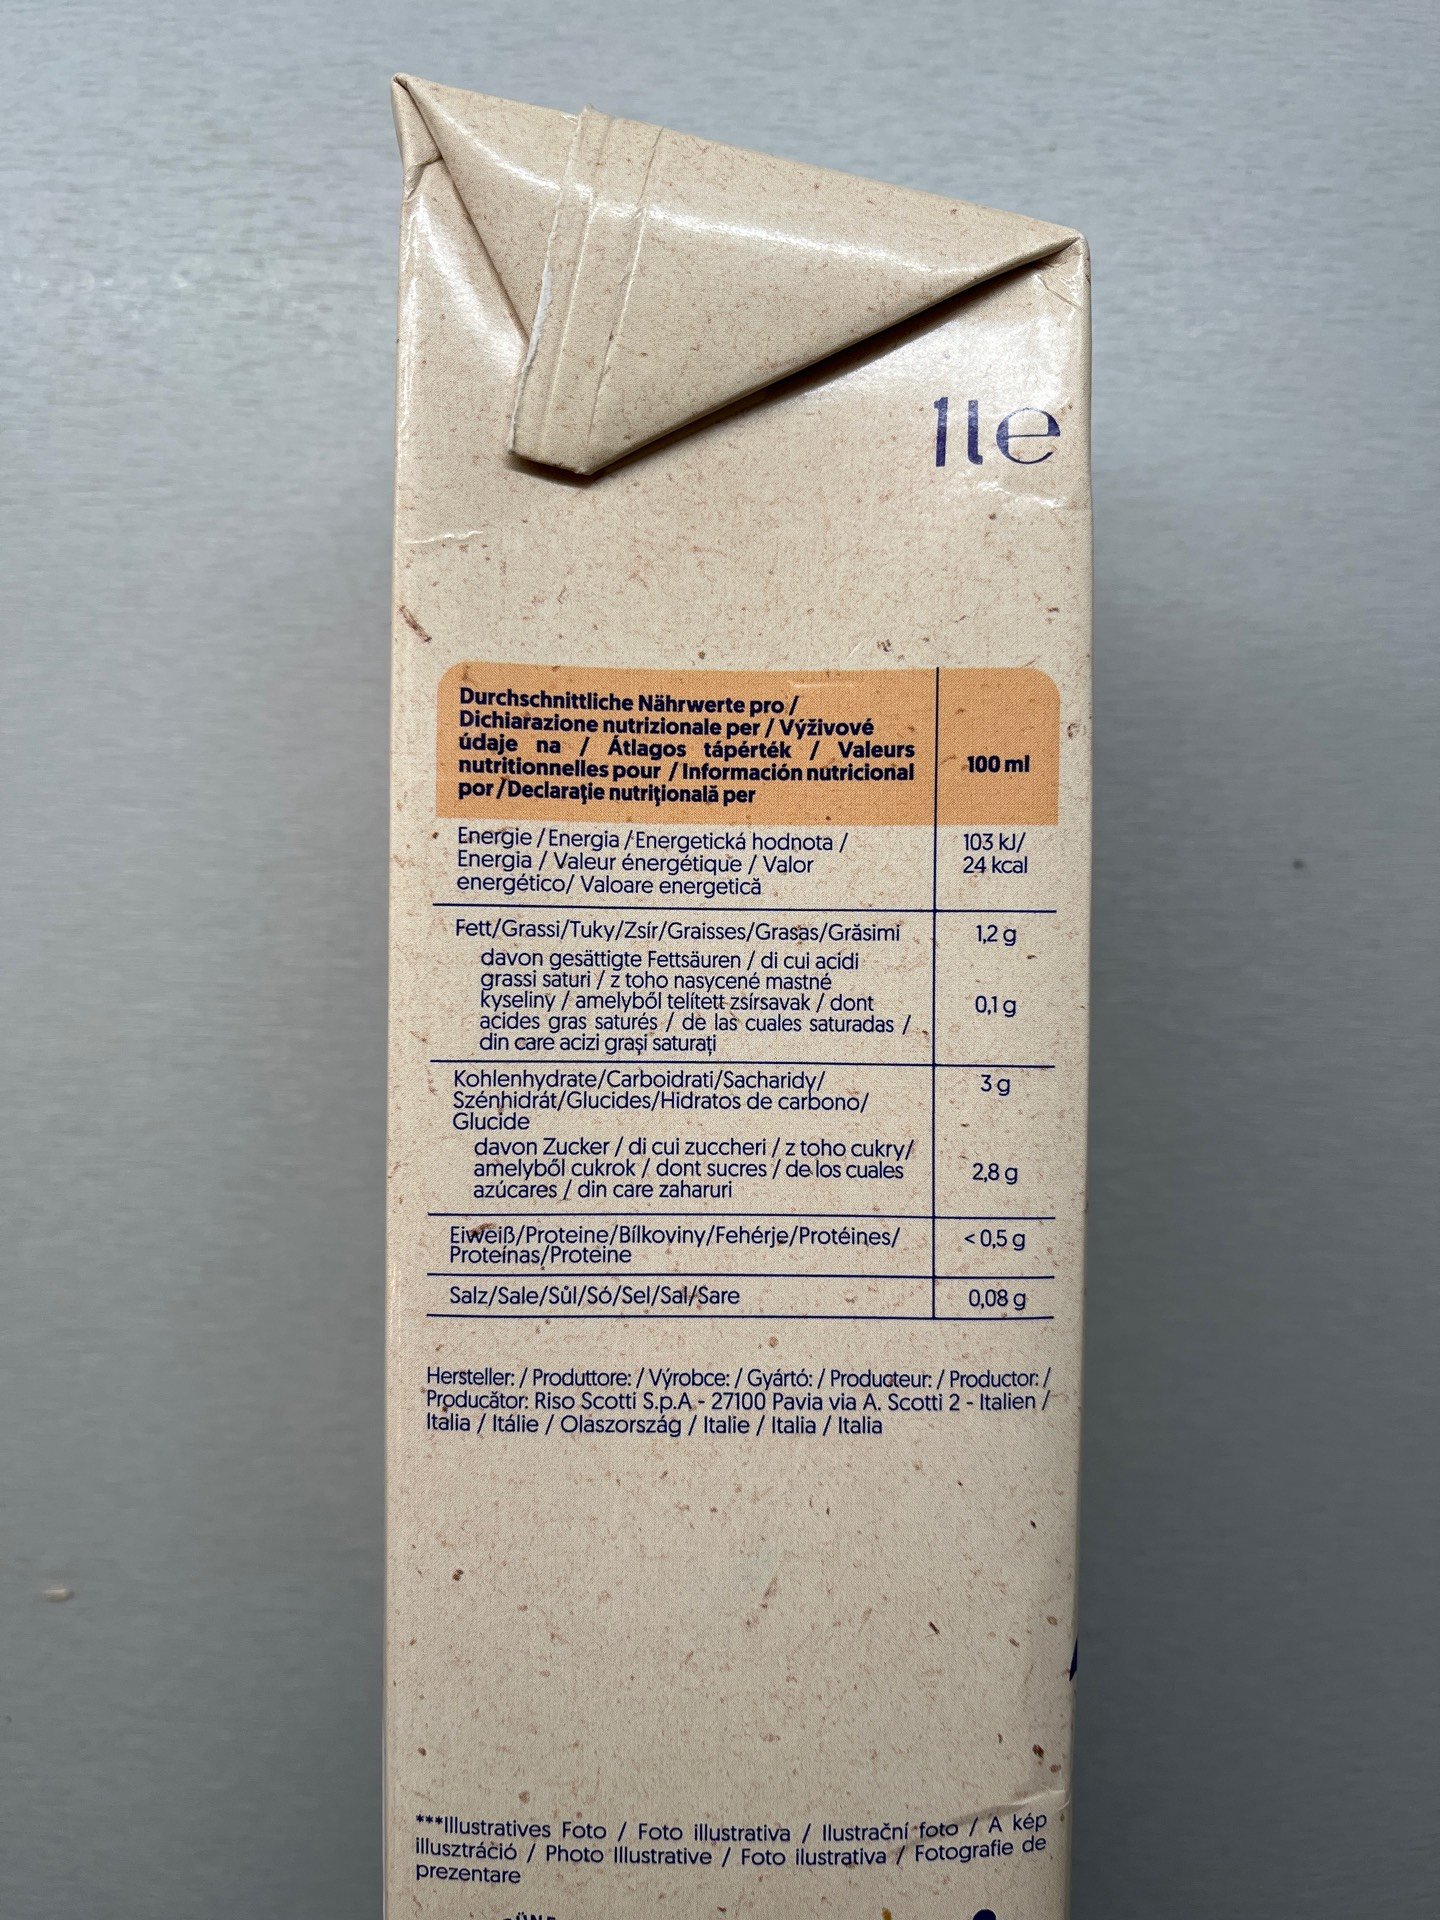 1l e
Durchschnittliche Nährwerte pro /
Dichiarazione nutrizionale per / Výživové
údaje na / Átlagos tápérték / Valeurs
nutritionnelles pour / Información nutricional
por / Declarație nutrițională per
100 ml
Energie / Energia / Energetická hodnota /
Energia / Valeur énergétique / Valor
energético/ Valoare energetică
103 kJ/
24 kcal
Fett/Grassi/Tuky/Zsír/Graisses/Grasas/Grăsimi
1,2 g
davon gesättigte Fettsäuren / di cui acidi
grassi saturi / z toho nasycené mastné
kyseliny / amelyből telített zsírsavak / dont
acides gras saturés / de las cuales saturadas /
din care acizi grași saturați
0,1 g
Kohlenhydrate/Carboidrati/Sacharidy/
Szénhidrát/Glucides/Hidratos de carbono/
Glucide
3 g
davon Zucker / di cui zuccheri / z toho cukry/
amelyből cukrok / dont sucres / de los cuales
azúcares / din care zaharuri
2,8 g
Eiweiß/Proteine/Bílkoviny/Fehérje/Protéines/
Proteínas/Proteine
< 0,5 g
Salz/Sale/Sůl/Só/Sel/Sal/Sare
0,08 g
Hersteller: / Produttore: / Výrobce: / Gyártó: / Producteur: / Productor: /
Producător: Riso Scotti S.p.A - 27100 Pavia via A. Scotti 2 - Italien /
Italia / Itálie / Olaszország / Italie / Italia / Italia
***Illustratives Foto / Foto illustrativa / Ilustrační foto / A kép
illusztráció / Photo Illustrative / Foto ilustrativa / Fotografie de
prezentare